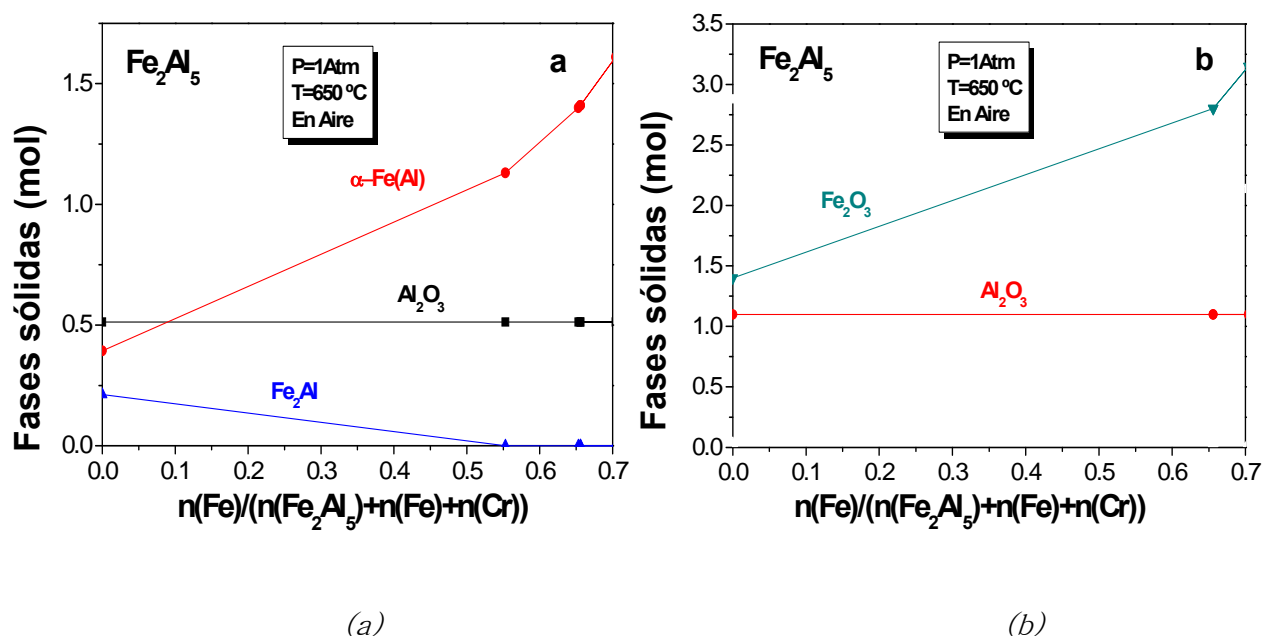 Fe₂Al₅
P=1Atm
T=650 ºC
En Aire
a
α–Fe(Al)
Al₂O₃
Fe₂Al
Fases sólidas (mol)
1.5
1.0
0.5
0.0
0.0 0.1 0.2 0.3 0.4 0.5 0.6 0.7
n(Fe)/(n(Fe₂Al₅)+n(Fe)+n(Cr))
(a)
Fe₂Al₅
P=1Atm
T=650 ºC
En Aire
b
Fe₂O₃
Al₂O₃
Fases sólidas (mol)
3.5
3.0
2.5
2.0
1.5
1.0
0.5
0.0
0.0 0.1 0.2 0.3 0.4 0.5 0.6 0.7
n(Fe)/(n(Fe₂Al₅)+n(Fe)+n(Cr))
(b)